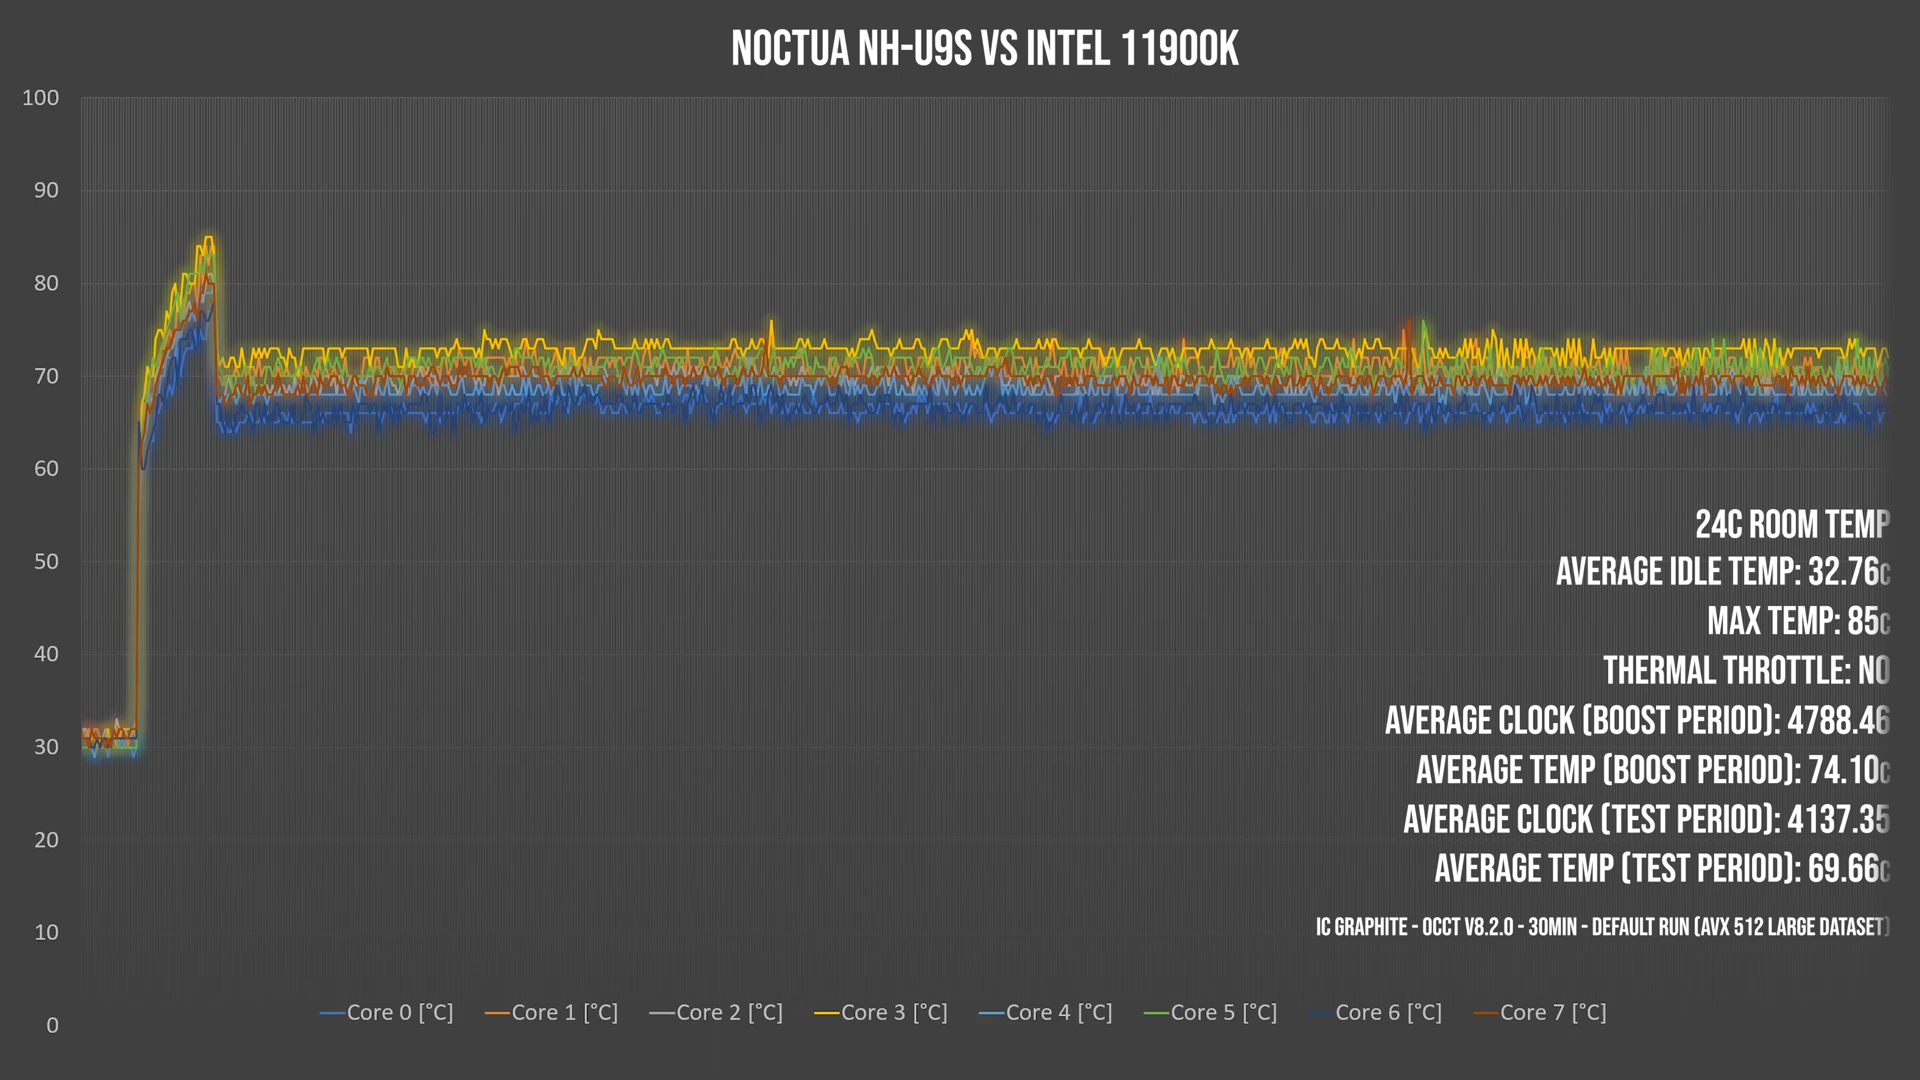 NOCTUA NH-U9S VS INTEL 11900K
100
90
80
70
60
50
40
30
20
10
0
24C ROOM TEMP
AVERAGE IDLE TEMP: 32.76C
MAX TEMP: 85C
THERMAL THROTTLE: NO
AVERAGE CLOCK (BOOST PERIOD): 4788.46
AVERAGE TEMP (BOOST PERIOD): 74.10C
AVERAGE CLOCK (TEST PERIOD): 4137.35
AVERAGE TEMP (TEST PERIOD): 69.66C
IC GRAPHITE - OCCT V8.2.0 - 30MIN - DEFAULT RUN (AVX 512 LARGE DATASET)
Core 0 [°C] Core 1 [°C] Core 2 [°C] Core 3 [°C] Core 4 [°C] Core 5 [°C] Core 6 [°C] Core 7 [°C]